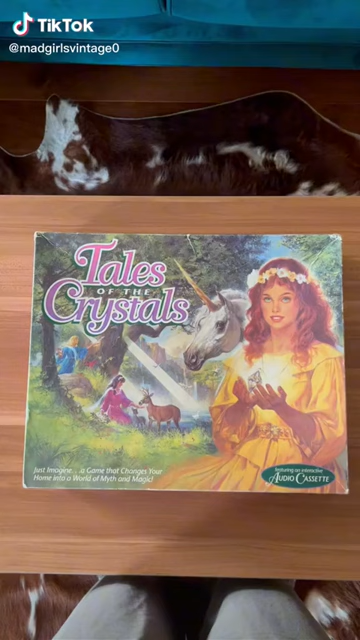 TikTok
@madgirlsvintage0
Tales
OF THE
Crystals
Just Imagine. . .a Game that Changes Your
Home into a World of Myth and Magic!
featuring an interactive
AUDIO CASSETTE